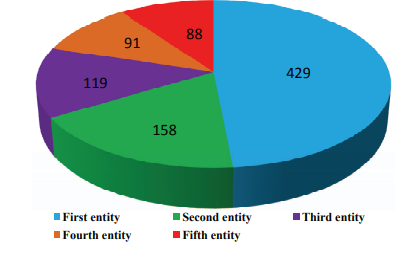 88
91
429
119
158
First entity
Second entity
Third entity
Fourth entity
Fifth entity